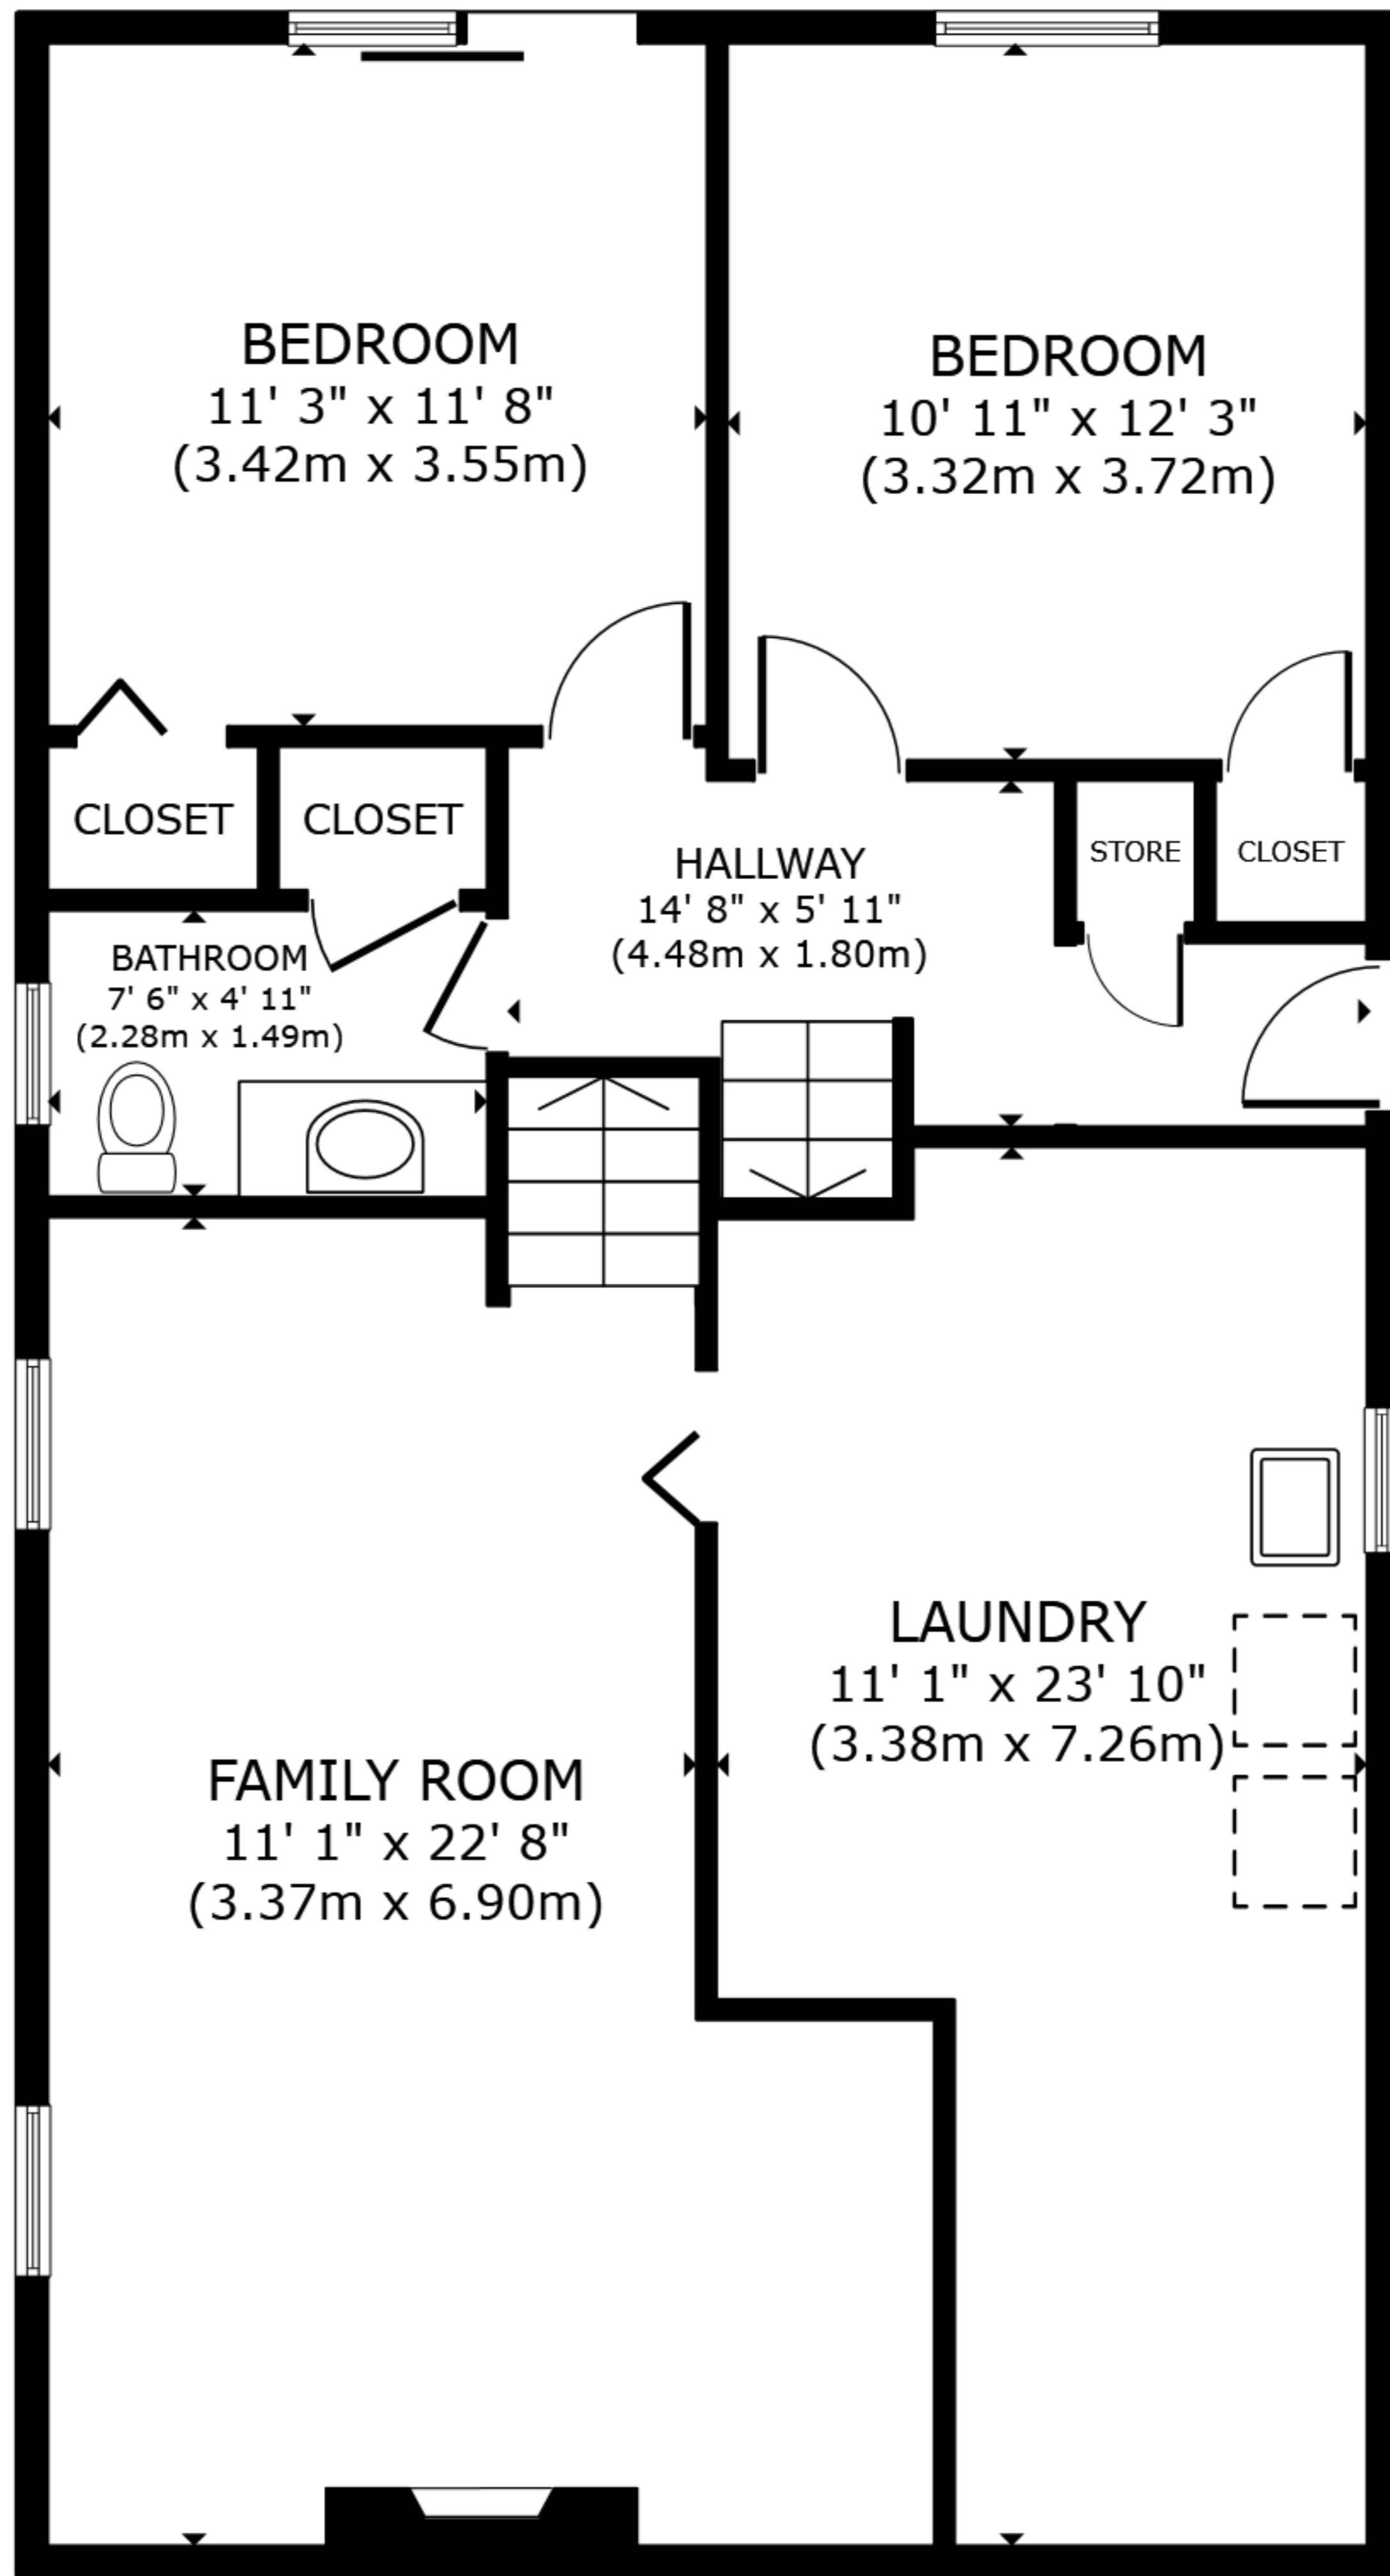 BEDROOM
11' 3" x 11' 8"
(3.42m x 3.55m)
BEDROOM
10' 11" x 12' 3"
(3.32m x 3.72m)
CLOSET
CLOSET
HALLWAY
14' 8" x 5' 11"
(4.48m x 1.80m)
STORE
CLOSET
BATHROOM
7' 6" x 4' 11"
(2.28m x 1.49m)
LAUNDRY
11' 1" x 23' 10"
(3.38m x 7.26m)
FAMILY ROOM
11' 1" x 22' 8"
(3.37m x 6.90m)